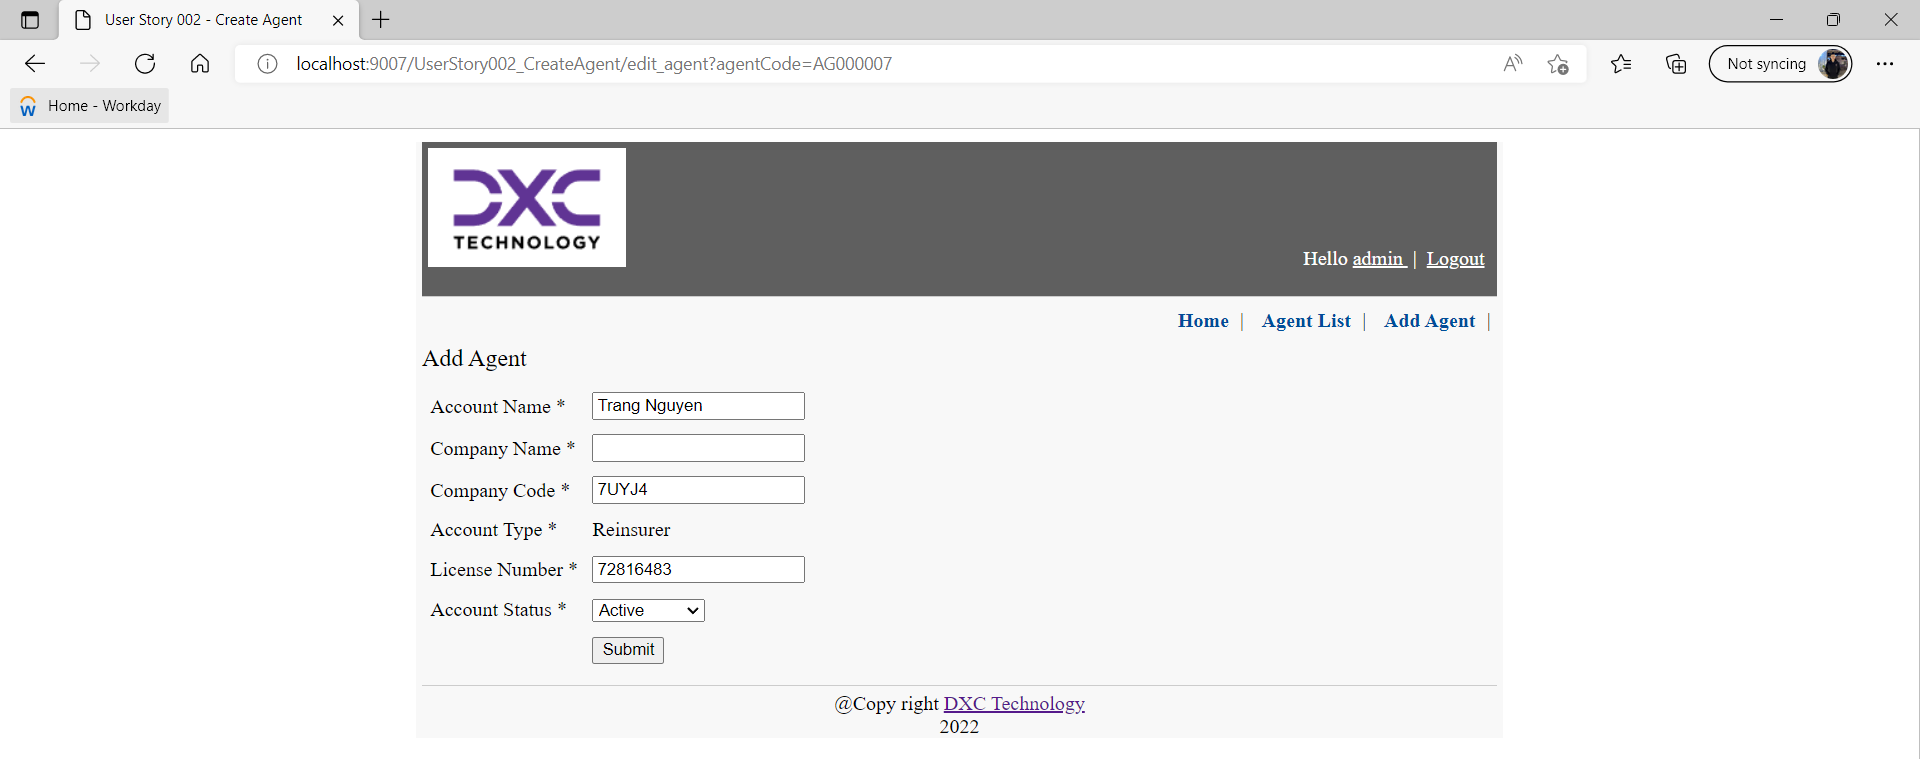 User Story 002 - Create Agent
localhost:9007/UserStory002_CreateAgent/edit_agent?agentCode=AG000007
Not syncing
Home - Workday
DXC
TECHNOLOGY
Hello admin | Logout
Home | Agent List | Add Agent |
Add Agent
Account Name * Trang Nguyen
Company Name *
Company Code * 7UYJ4
Account Type * Reinsurer
License Number * 72816483
Account Status * Active
Submit
@Copy right DXC Technology
2022